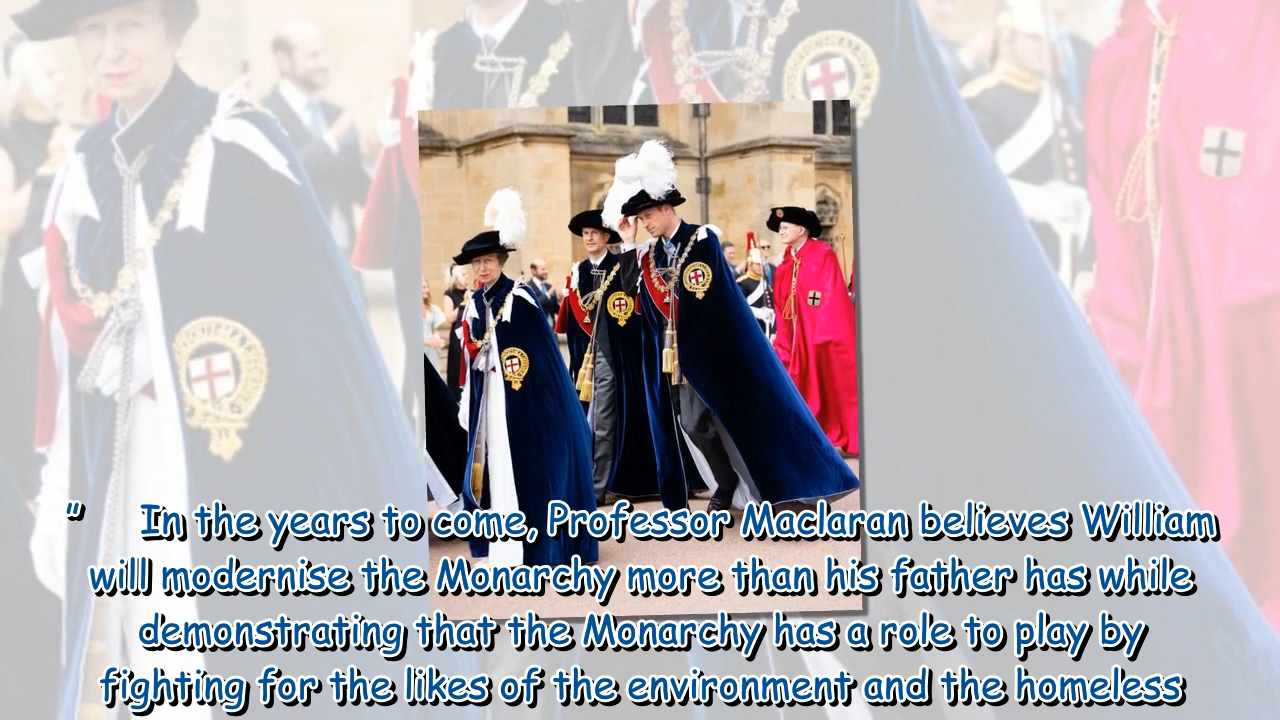 ” In the years to come, Professor Maclaran believes William
will modernise the Monarchy more than his father has while
demonstrating that the Monarchy has a role to play by
fighting for the likes of the environment and the homeless